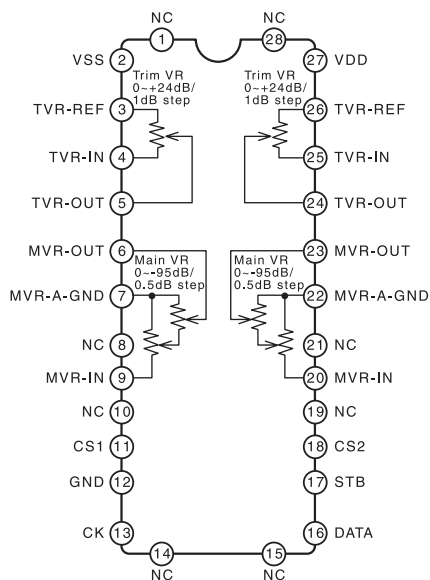 NC NC
1 28
VSS 2 27 VDD
Trim VR Trim VR
0~+24dB/ 0~+24dB/
1dB step 1dB step
TVR-REF 3 26 TVR-REF
TVR-IN 4 25 TVR-IN
TVR-OUT 5 24 TVR-OUT
MVR-OUT 6 23 MVR-OUT
Main VR Main VR
0~-95dB/ 0~-95dB/
0.5dB step 0.5dB step
MVR-A-GND 7 22 MVR-A-GND
NC 8 21 NC
MVR-IN 9 20 MVR-IN
NC 10 19 NC
CS1 11 18 CS2
GND 12 17 STB
CK 13 16 DATA
14 15
NC NC